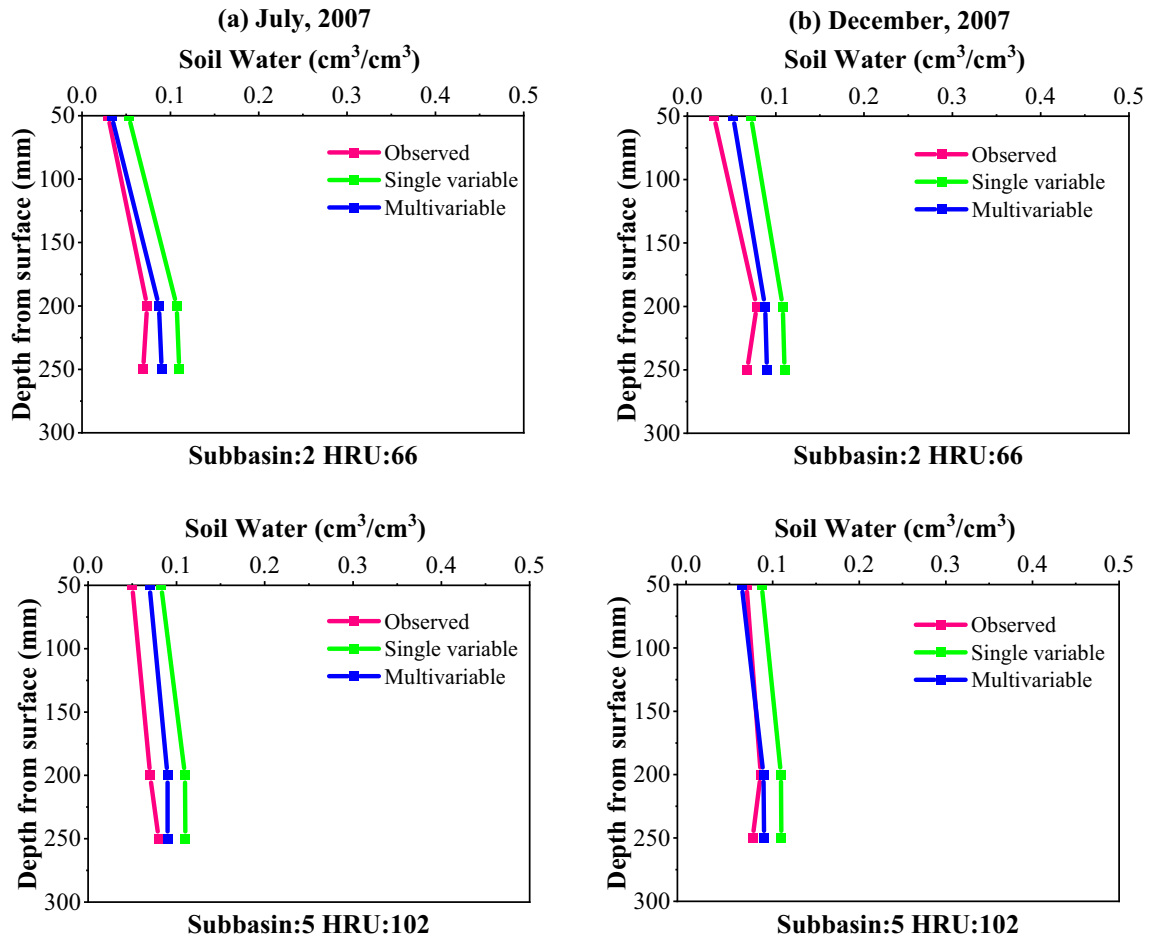 (a) July, 2007
Soil Water (cm³/cm³)
0.0 0.1 0.2 0.3 0.4 0.5
50
100
150
200
250
300
Depth from surface (mm)
Observed
Single variable
Multivariable
Subbasin:2 HRU:66
(b) December, 2007
Soil Water (cm³/cm³)
0.0 0.1 0.2 0.3 0.4 0.5
50
100
150
200
250
300
Depth from surface (mm)
Observed
Single variable
Multivariable
Subbasin:2 HRU:66
Soil Water (cm³/cm³)
0.0 0.1 0.2 0.3 0.4 0.5
50
100
150
200
250
300
Depth from surface (mm)
Observed
Single variable
Multivariable
Subbasin:5 HRU:102
Soil Water (cm³/cm³)
0.0 0.1 0.2 0.3 0.4 0.5
50
100
150
200
250
300
Depth from surface (mm)
Observed
Single variable
Multivariable
Subbasin:5 HRU:102